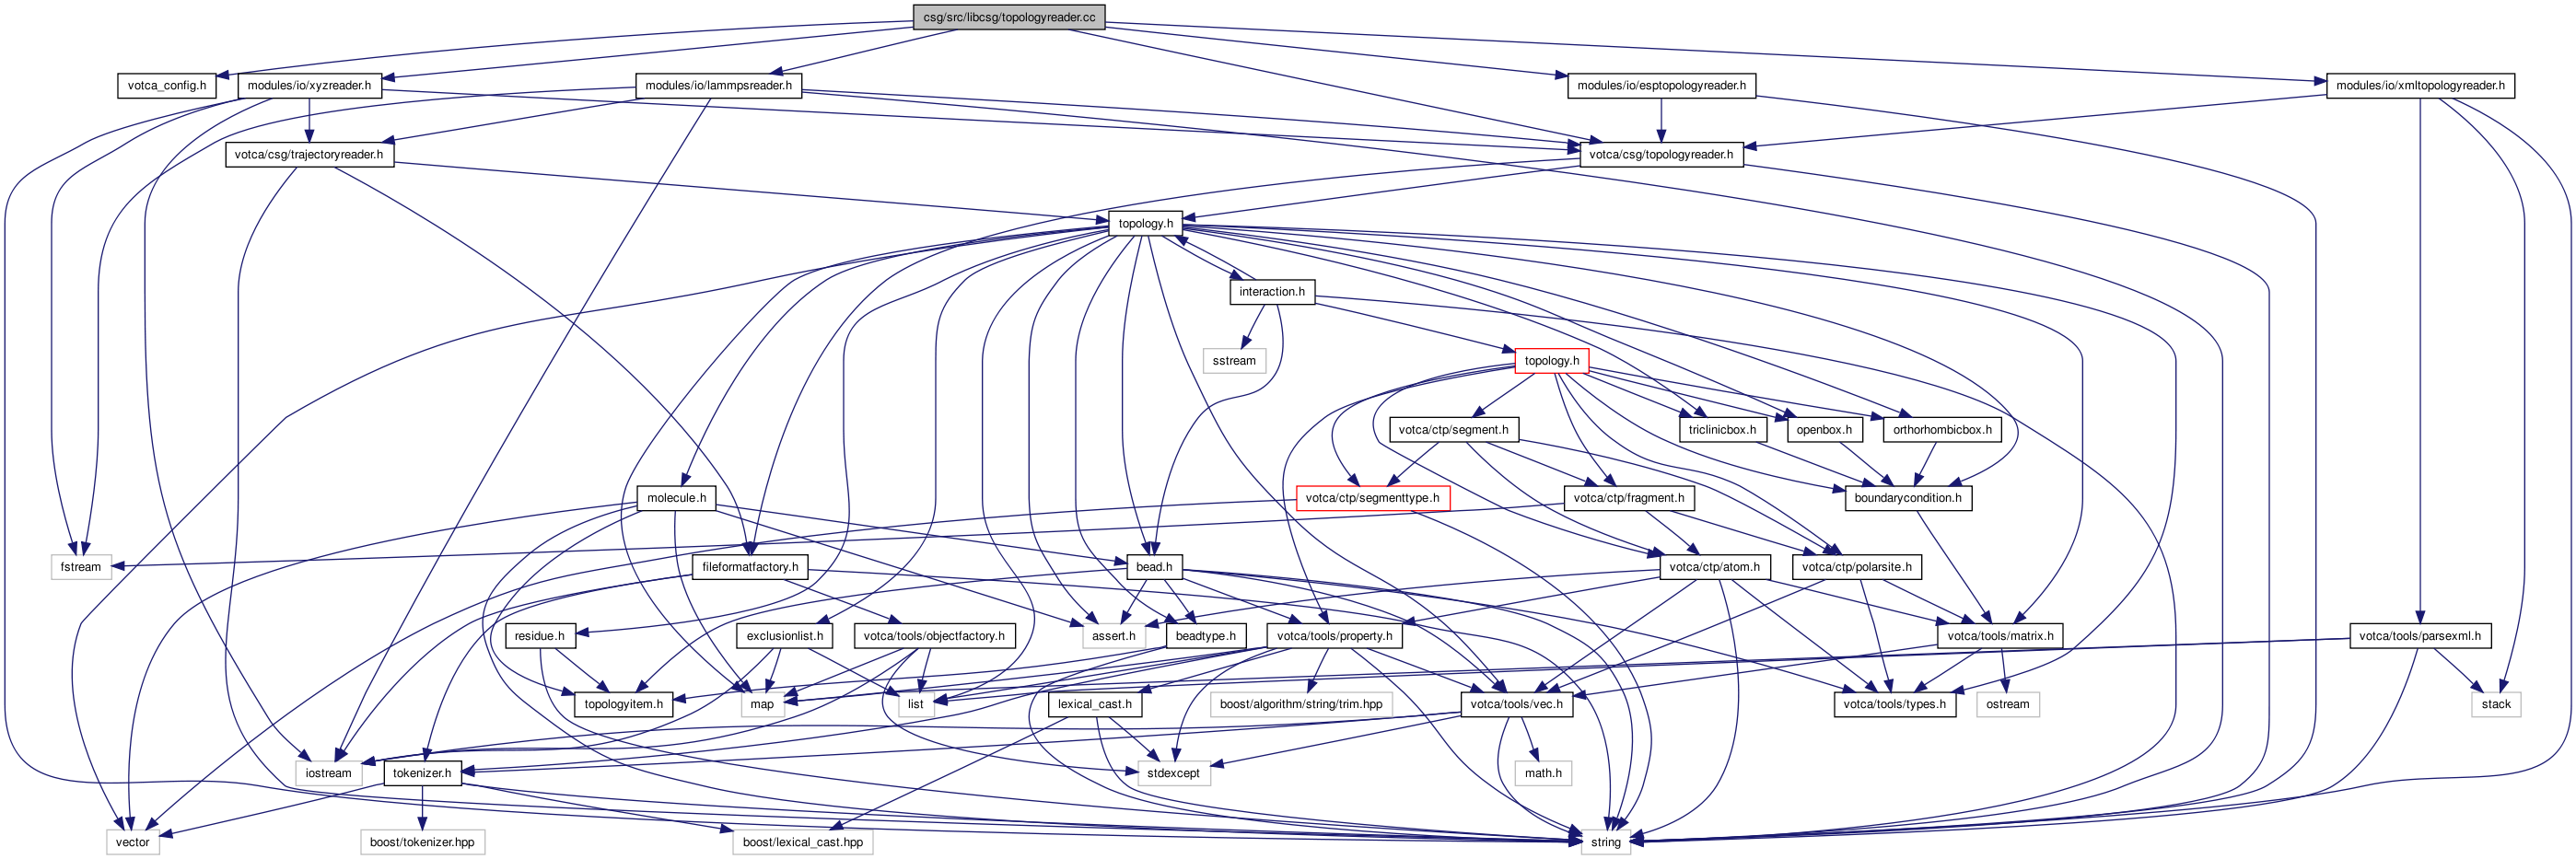 csg/src/libcsg/topologyreader.cc
votca_config.h
modules/io/xyzreader.h
modules/io/lammpsreader.h
modules/io/esptopologyreader.h
modules/io/xmltopologyreader.h
votca/csg/trajectoryreader.h
votca/csg/topologyreader.h
topology.h
interaction.h
sstream
topology.h
votca/ctp/segment.h
triclinicbox.h
openbox.h
orthorhombicbox.h
molecule.h
votca/ctp/segmenttype.h
votca/ctp/fragment.h
boundarycondition.h
fstream
fileformatfactory.h
bead.h
votca/ctp/atom.h
votca/ctp/polarsite.h
residue.h
exclusionlist.h
votca/tools/objectfactory.h
assert.h
beadtype.h
votca/tools/property.h
votca/tools/matrix.h
votca/tools/parsexml.h
topologyitem.h
map
list
lexical_cast.h
boost/algorithm/string/trim.hpp
votca/tools/vec.h
votca/tools/types.h
ostream
stack
iostream
tokenizer.h
stdexcept
math.h
vector
boost/tokenizer.hpp
boost/lexical_cast.hpp
string